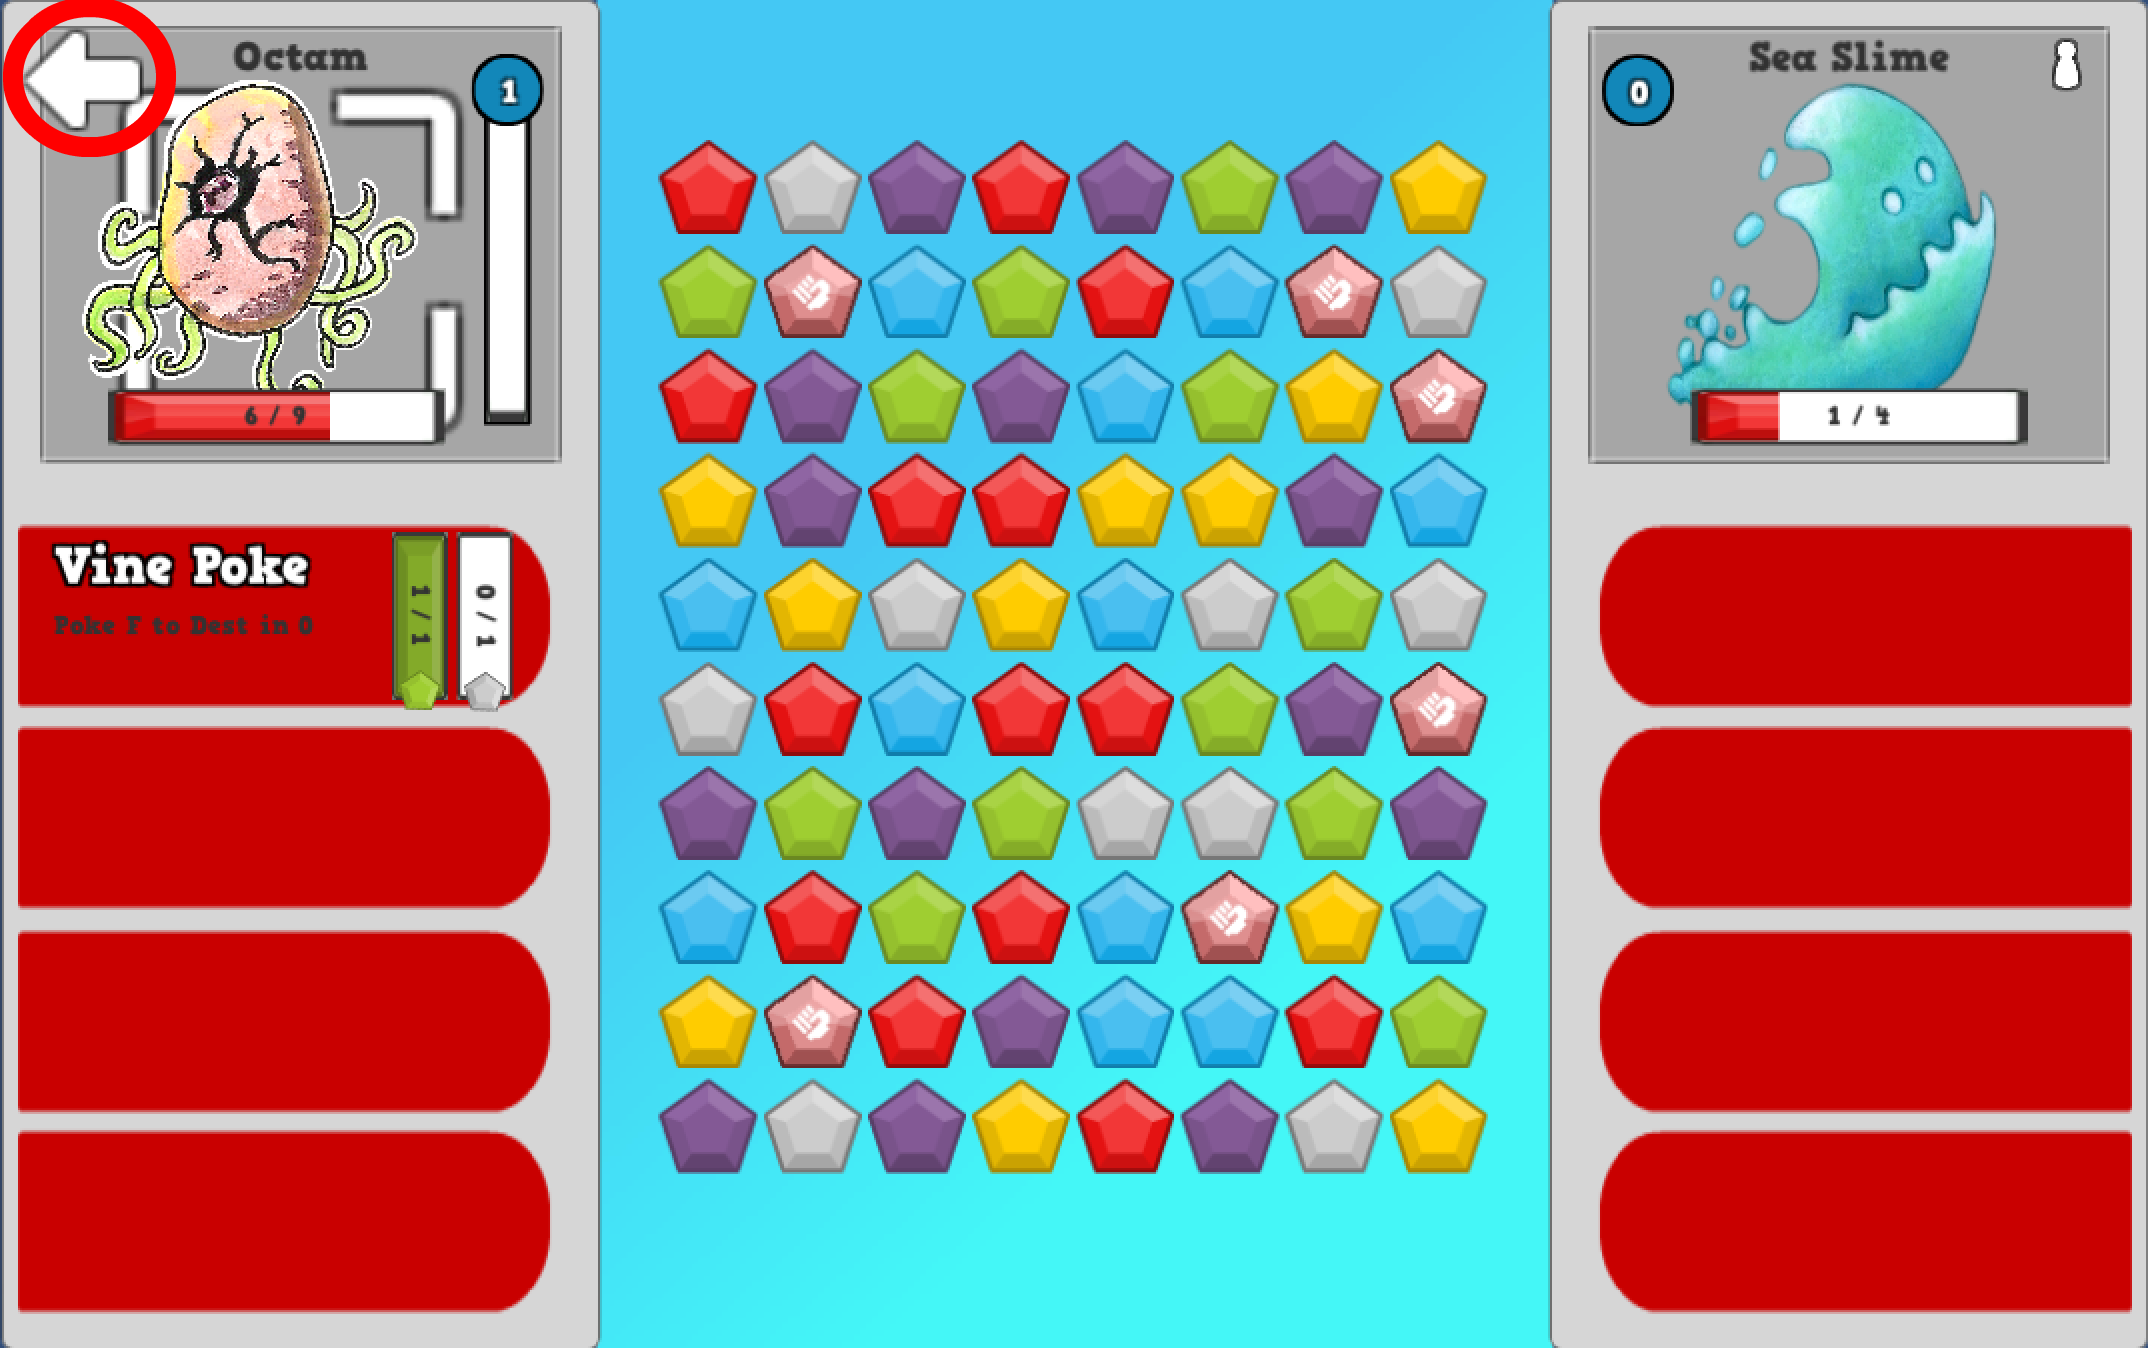 Octam
1
6 / 9
Vine Poke
Poke F to Dest in 0
1 / 1
0 / 1
Sea Slime
0
1 / 4